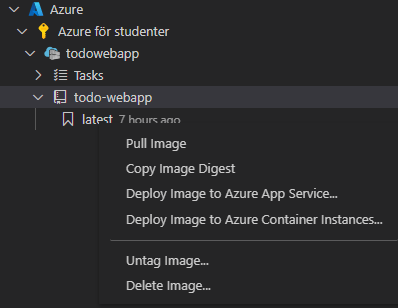 Azure
Azure för studenter
todowebapp
Tasks
todo-webapp
latest 7 hours ago
Pull Image
Copy Image Digest
Deploy Image to Azure App Service...
Deploy Image to Azure Container Instances...
Untag Image...
Delete Image...